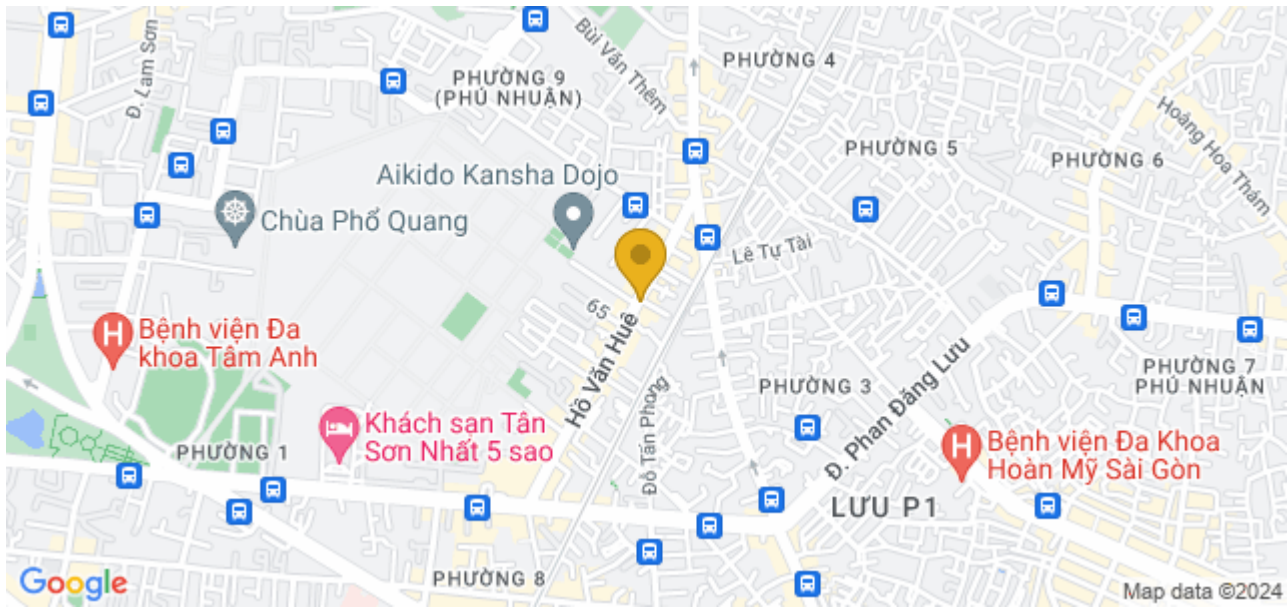 Đ. Lam Sơn
Bùi Văn Thêm
PHƯỜNG 4
PHƯỜNG 9
(PHÚ NHUẬN)
Hoàng Hoa Thám
PHƯỜNG 5
PHƯỜNG 6
Aikido Kansha Dojo
Chùa Phổ Quang
Lê Tự Tài
65
Hồ Văn Huê
Bệnh viện Đa
khoa Tâm Anh
Đỗ Tấn Phong
PHƯỜNG 3
Đ. Phan Đăng Lưu
PHƯỜNG 7
PHÚ NHUẬN
Khách sạn Tân
Sơn Nhất 5 sao
PHƯỜNG 1
Bệnh viện Đa Khoa
Hoàn Mỹ Sài Gòn
LƯU P1
PHƯỜNG 8
Google
Map data ©2024